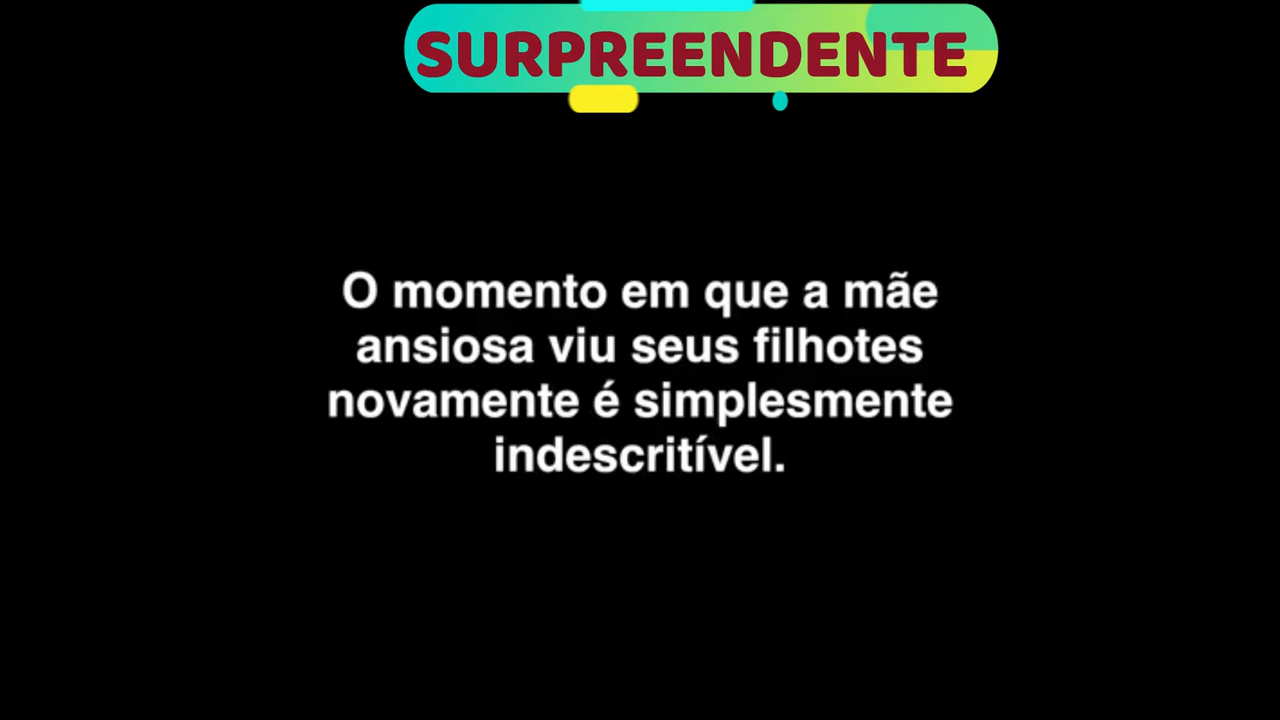 SURPREENDENTE
O momento em que a mãe
ansiosa viu seus filhotes
novamente é simplesmente
indescritível.